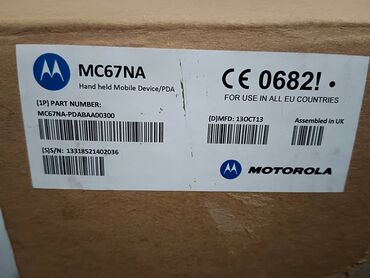 MC67NA
Hand held Mobile Device/PDA
CE 0682! •
FOR USE IN ALL EU COUNTRIES
(1P) PART NUMBER:
MC67NA-PDABAA00300
(D)MFD: 13OCT13
Assembled in UK
(S)S/N: 13318521402036
MOTOROLA